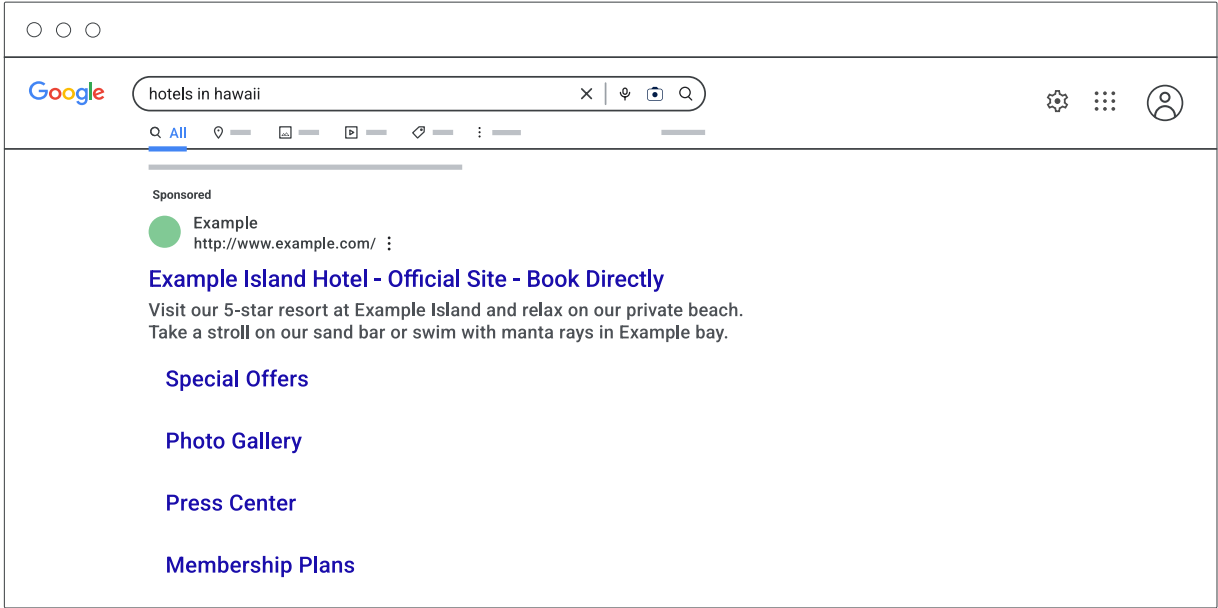 Google
hotels in hawaii
All
Sponsored
Example
http://www.example.com/
Example Island Hotel - Official Site - Book Directly
Visit our 5-star resort at Example Island and relax on our private beach.
Take a stroll on our sand bar or swim with manta rays in Example bay.
Special Offers
Photo Gallery
Press Center
Membership Plans